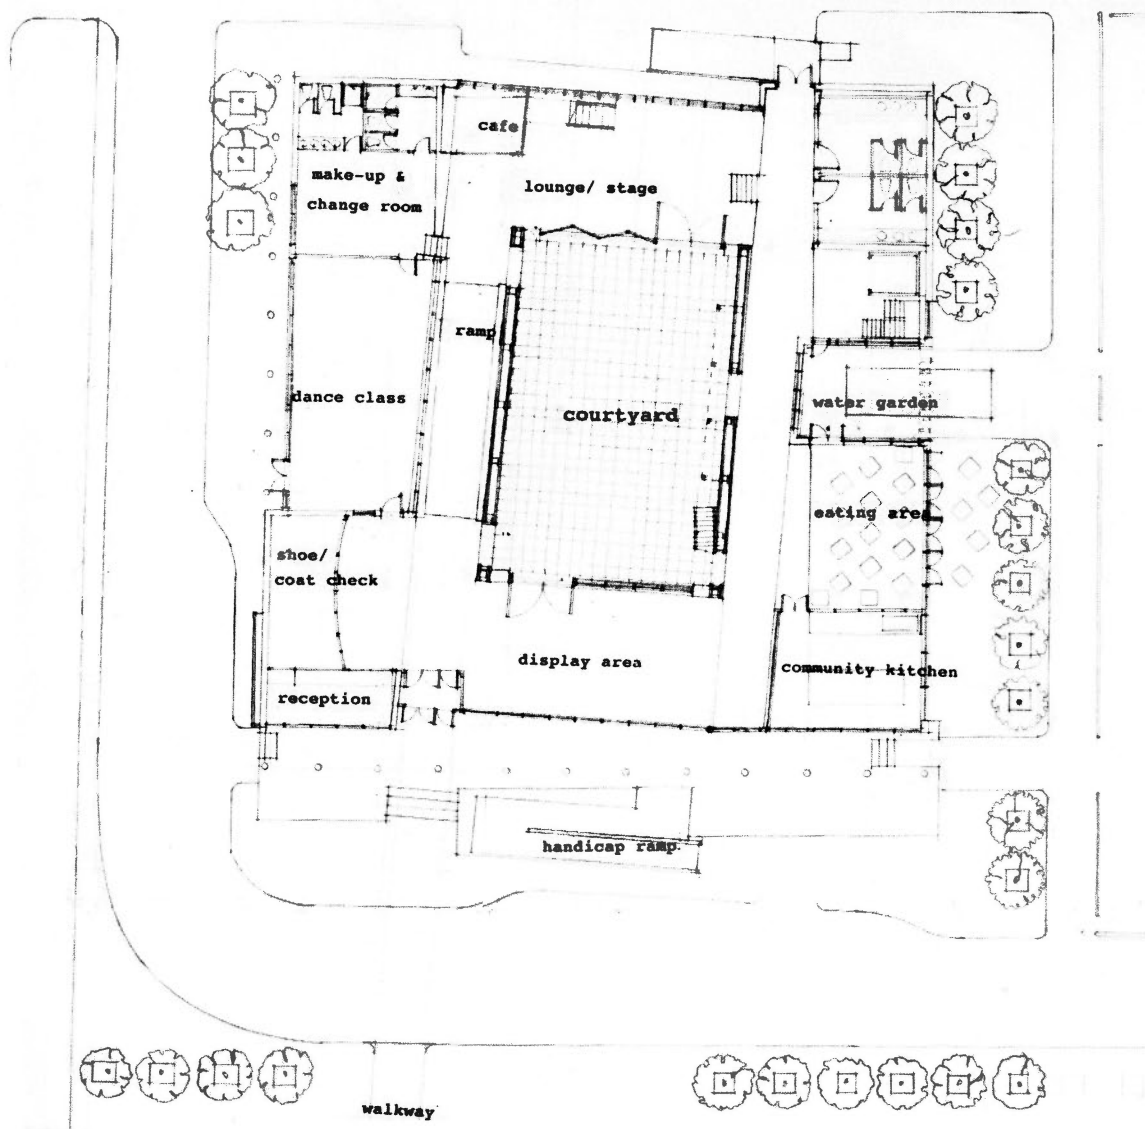 cafe
make-up &
change room
lounge/ stage
ramp
dance class
courtyard
water garden
eating area
shoe/
coat check
display area
community kitchen
reception
handicap ramp
walkway